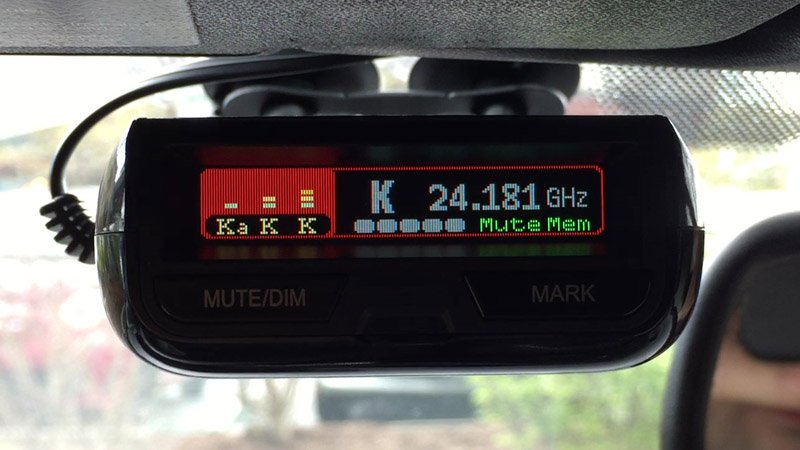 K 24.181 GHz
Ka K K Mute Mem
MUTE/DIM MARK